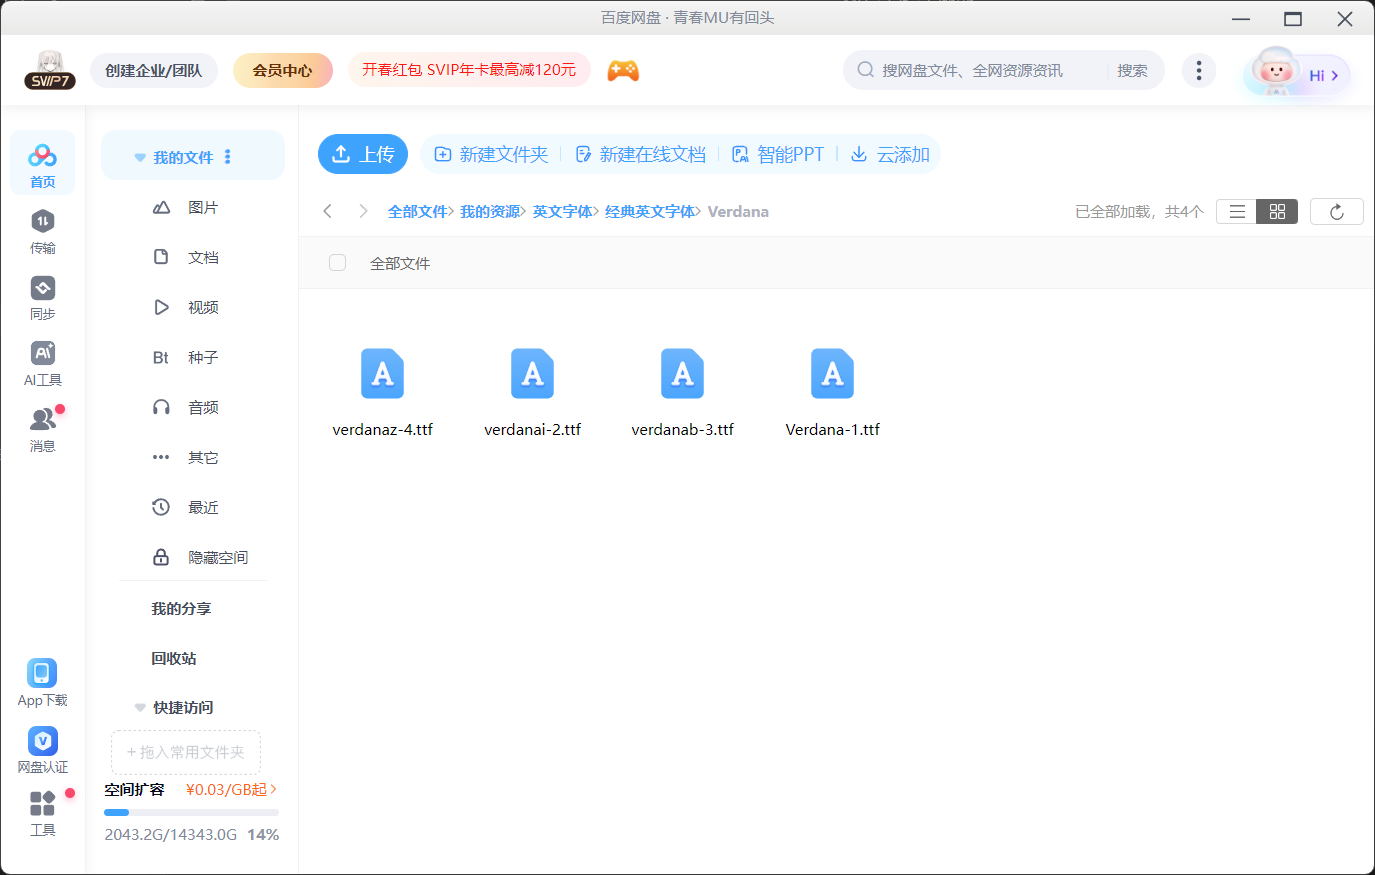 百度网盘 · 青春MU有回头
SVIP7
创建企业/团队
会员中心
开春红包 SVIP年卡最高减120元
搜网盘文件、全网资源资讯
搜索
Hi
首页
传输
同步
AI工具
消息
App下载
网盘认证
工具
我的文件
图片
文档
视频
Bt 种子
音频
其它
最近
隐藏空间
我的分享
回收站
快捷访问
+ 拖入常用文件夹
空间扩容 ¥0.03/GB起
2043.2G/14343.0G 14%
上传
新建文件夹
新建在线文档
智能PPT
云添加
全部文件 我的资源 英文字体 经典英文字体 Verdana
已全部加载，共4个
全部文件
verdanaz-4.ttf
verdanai-2.ttf
verdanab-3.ttf
Verdana-1.ttf